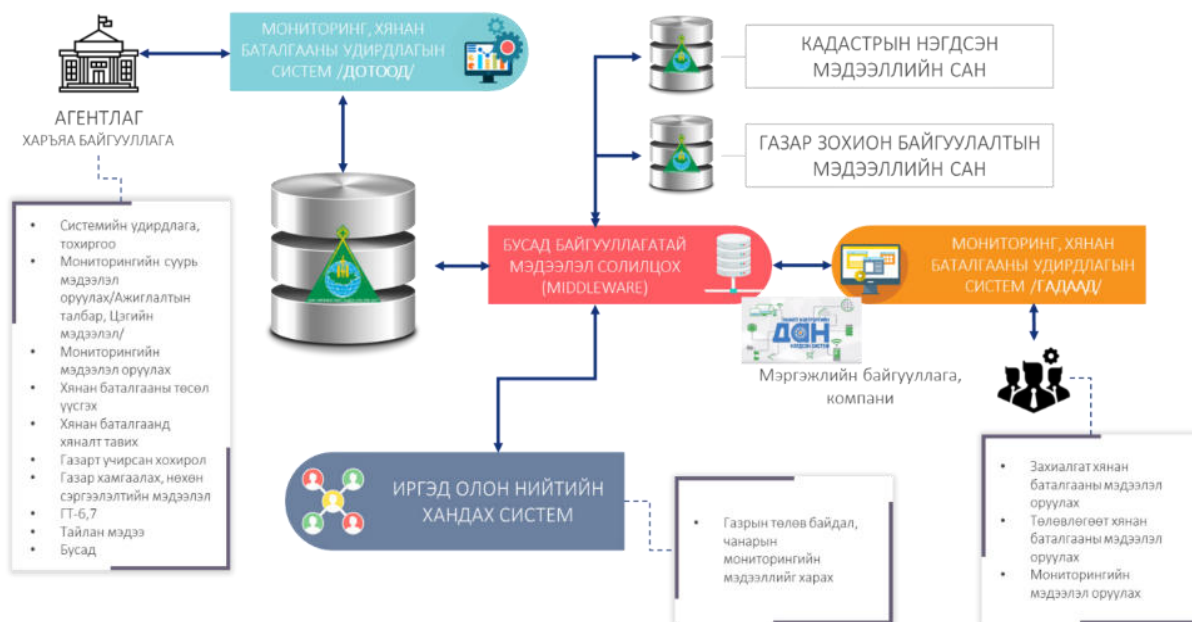 МОНИТОРИНГ, ХЯНАН
БАТАЛГААНЫ УДИРДЛАГЫН
СИСТЕМ /ДОТООД/
АГЕНТЛАГ
ХАРЪЯА БАЙГУУЛЛАГА
КАДАСТРЫН НЭГДСЭН
МЭДЭЭЛЛИЙН САН
ГАЗАР ЗОХИОН БАЙГУУЛАЛТЫН
МЭДЭЭЛЛИЙН САН
• Системийн удирдлага,
тохиргоо
• Мониторингийн суурь
мэдээлэл
оруулах/Ажиглалтын
талбар, Цэгийн
мэдээлэл/
• Мониторингийн
мэдээлэл оруулах
• Хянан баталгааны төсөл
үүсгэх
• Хянан баталгаанд
хяналт тавих
• Газарт учирсан хохирол
• Газар хамгаалах, нөхөн
сэргээлэлтийн мэдээлэл
• ГТ-6,7
• Тайлан мэдээ
• Бусад
БУСАД БАЙГУУЛЛАГАТАЙ
МЭДЭЭЛЭЛ СОЛИЛЦОХ
(MIDDLEWARE)
МОНИТОРИНГ, ХЯНАН
БАТАЛГААНЫ УДИРДЛАГЫН
СИСТЕМ /ГАДААД/
ДАН
Мэргэжлийн байгууллага,
компани
ИРГЭД ОЛОН НИЙТИЙН
ХАНДАХ СИСТЕМ
• Газрын төлөв байдал,
чанарын
мониторингийн
мэдээллийг харах
• Захиалгат хянан
баталгааны мэдээлэл
оруулах
• Төлөвлөгөөт хянан
баталгааны мэдээлэл
оруулах
• Мониторингийн
мэдээлэл оруулах